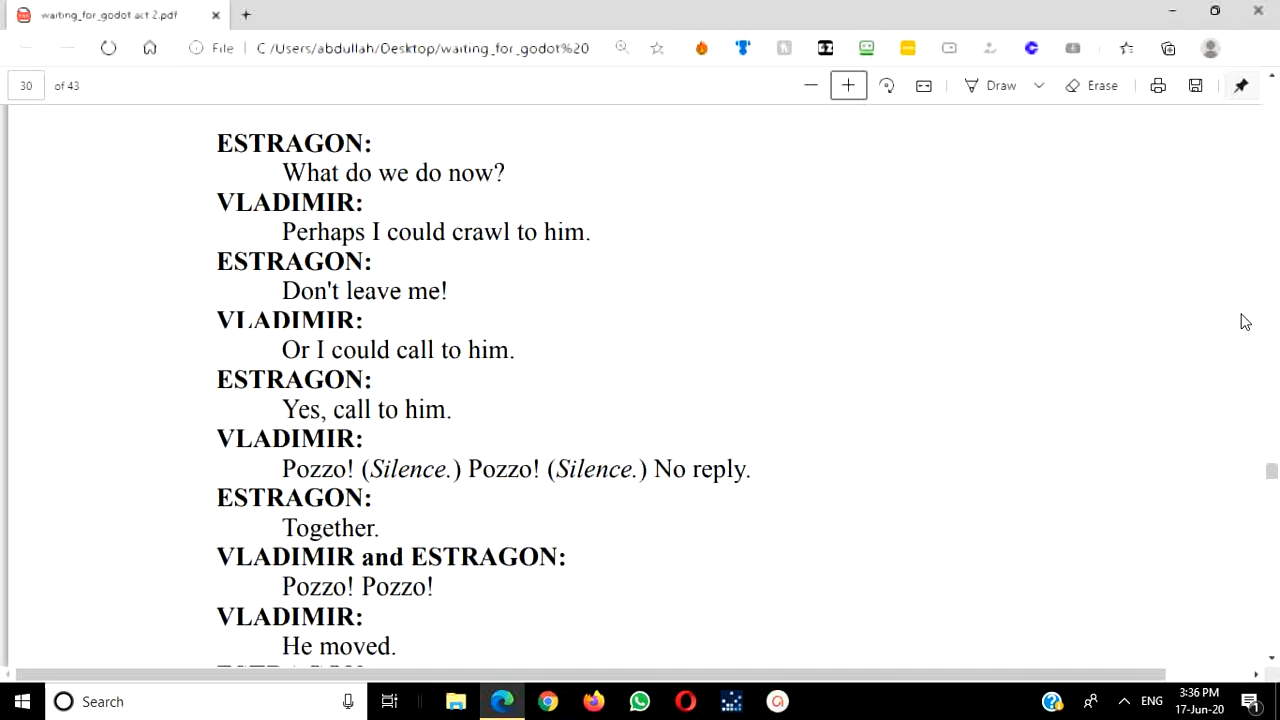 waiting_for_godot act 2.pdf
File C:/Users/abdullah/Desktop/waiting_for_godot%20
30 of 43 Draw Erase
ESTRAGON:
What do we do now?
VLADIMIR:
Perhaps I could crawl to him.
ESTRAGON:
Don't leave me!
VLADIMIR:
Or I could call to him.
ESTRAGON:
Yes, call to him.
VLADIMIR:
Pozzo! (Silence.) Pozzo! (Silence.) No reply.
ESTRAGON:
Together.
VLADIMIR and ESTRAGON:
Pozzo! Pozzo!
VLADIMIR:
He moved.
Search
ENG
3:36 PM
17-Jun-20
1